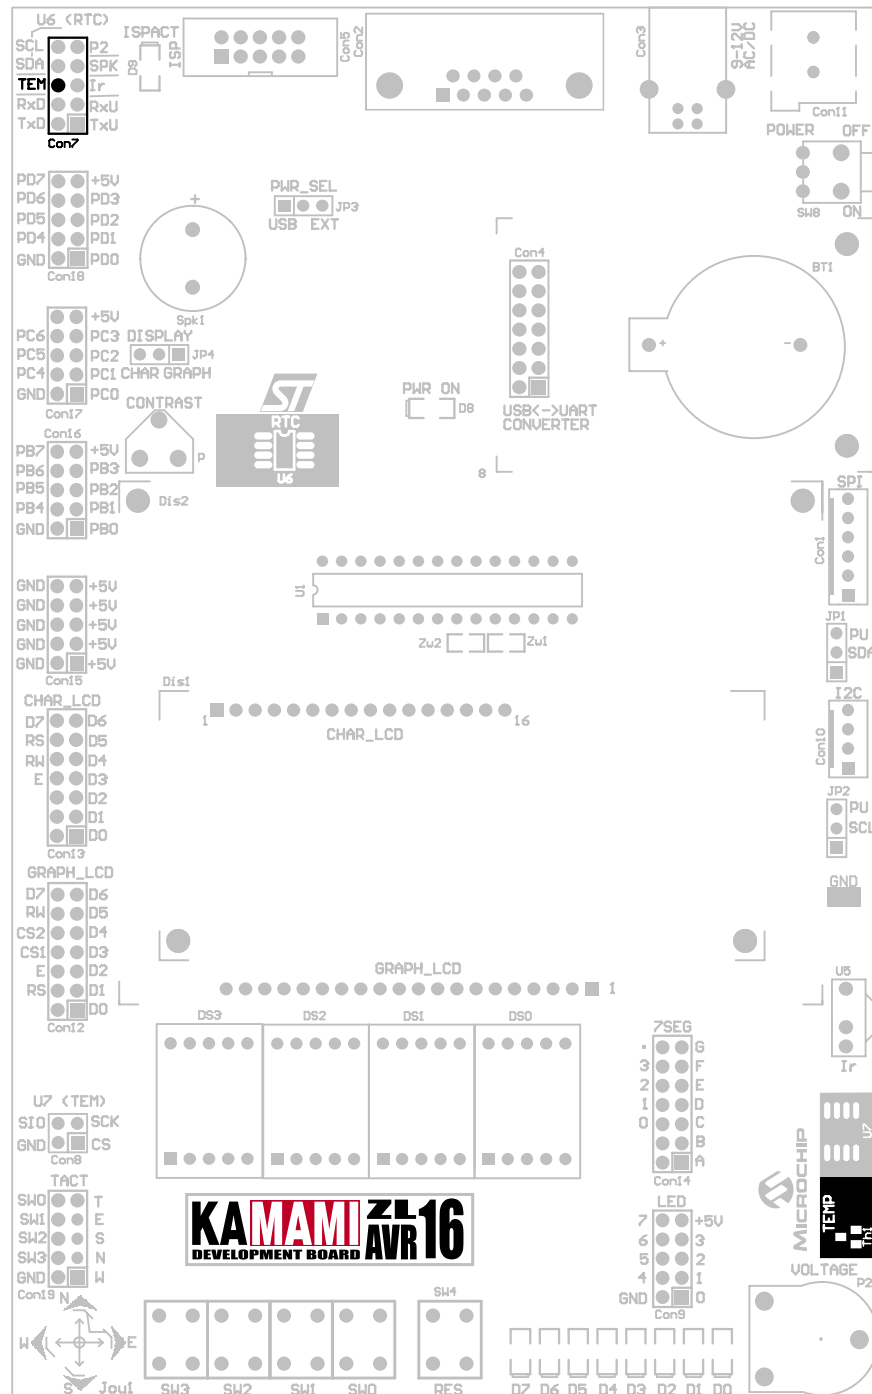 U6 (RTC)
SCL P2
SDA SPK
TEM Ir
RxD RxU
TxD TxU
Con7
ISPACT
D9
ISP
Con5
Con2
Con3
9-12V
AC/DC
Con11
POWER OFF
SW8 ON
PD7 +5V
PD6 PD3
PD5 PD2
PD4 PD1
GND PD0
Con18
+
Spk1
PWR_SEL
JP3
USB EXT
Con4
USB<->UART
CONVERTER
8
BT1
+ -
+5V
PC6 PC3
PC5 PC2
PC4 PC1
GND PC0
Con17
DISPLAY
JP4
CHAR GRAPH
CONTRAST
P
ST
RTC
U6
PWR ON
D8
Con16
PB7 +5V
PB6 PB3
PB5 PB2
PB4 PB1
GND PB0
Dis2
SPI
Con1
U1
Zw2 Zw1
GND +5V
GND +5V
GND +5V
GND +5V
GND +5V
Con15
JP1
PU
SDA
I2C
Con10
JP2
PU
SCL
GND
Dis1
1 16
CHAR_LCD
CHAR_LCD
D7 D6
RS D5
RW D4
E D3
D2
D1
D0
Con13
GRAPH_LCD
D7 D6
RW D5
CS2 D4
CS1 D3
E D2
RS D1
D0
Con12
GRAPH_LCD
1
DS3 DS2 DS1 DS0
7SEG
. G
3 F
2 E
1 D
0 C
B
A
Con14
U5
Ir
U7 (TEM)
SIO SCK
GND CS
Con8
U7
MICROCHIP
TEMP
Th1
TACT
SW0 T
SW1 E
SW2 S
SW3 N
GND W
Con19
KAMAMI
DEVELOPMENT BOARD
ZL
AVR16
LED
7 +5V
6 3
5 2
4 1
GND 0
Con9
VOLTAGE
P2
N
W E
S
Jou1
SW3 SW2 SW1 SW0
SW4
RES
D7 D6 D5 D4 D3 D2 D1 D0